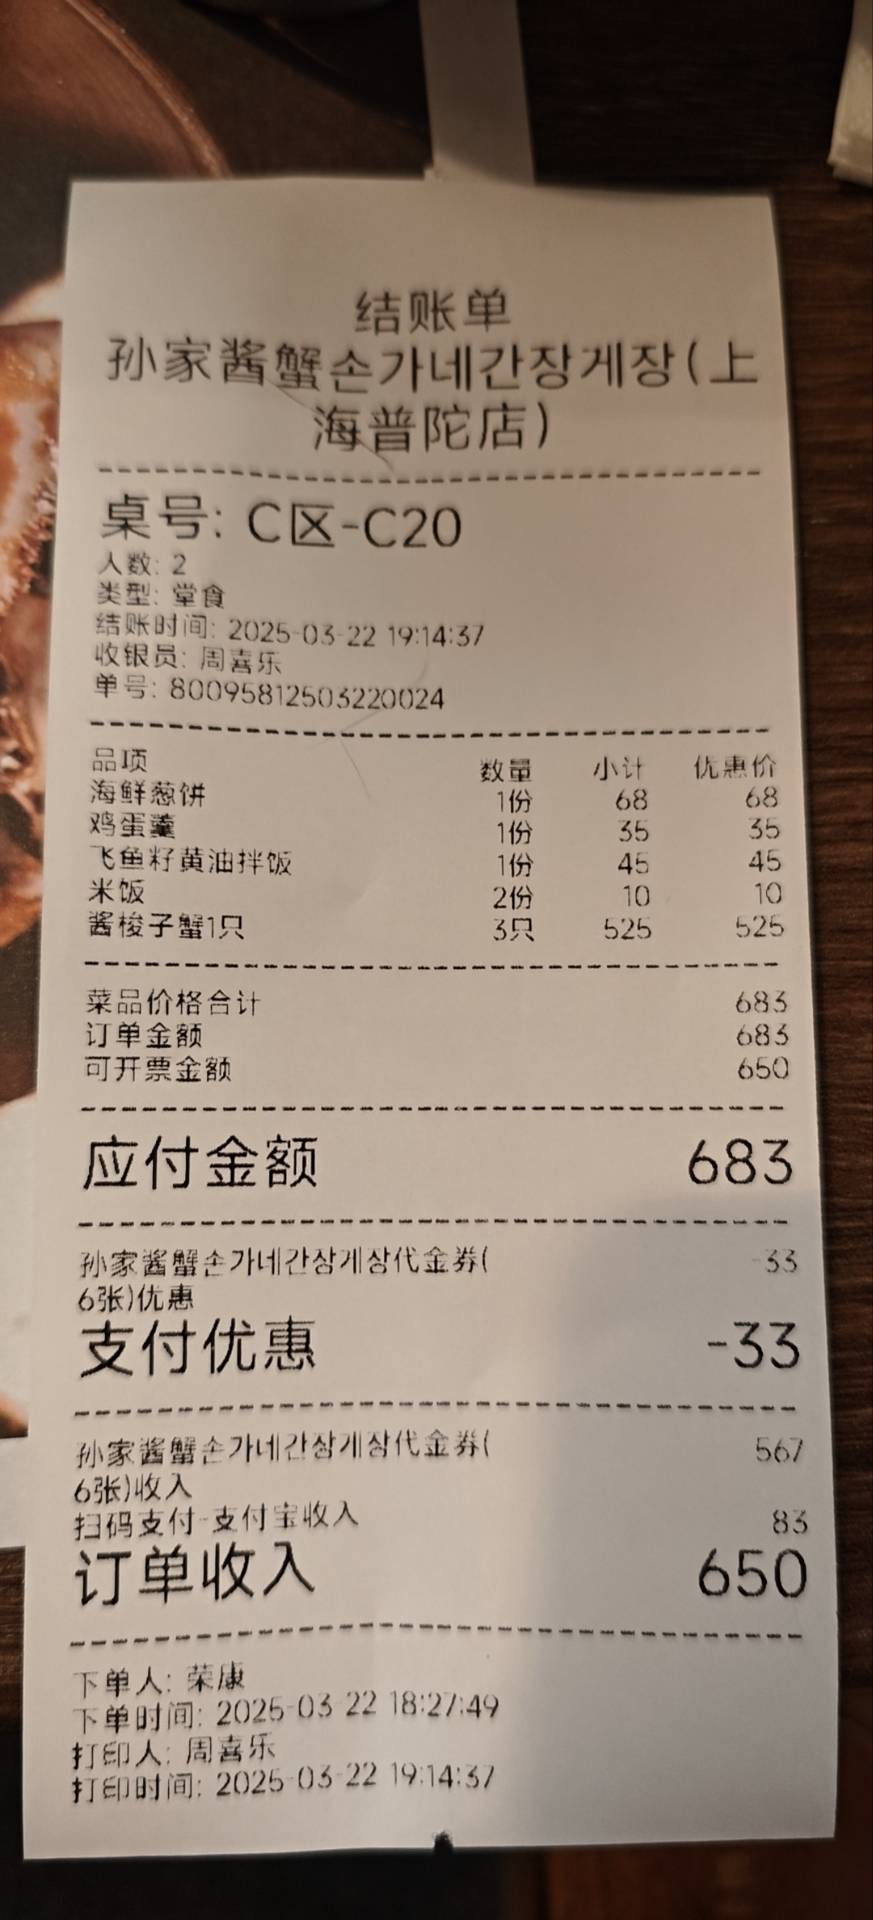 结账单
孙家酱蟹손가네간장게장(上
海普陀店)
桌号: C区-C20
人数: 2
类型: 堂食
结账时间: 2025-03-22 19:14:37
收银员: 周喜乐
单号: 80095812503220024
品项 数量 小计 优惠价
海鲜葱饼 1份 68 68
鸡蛋羹 1份 35 35
飞鱼籽黄油拌饭 1份 45 45
米饭 2份 10 10
酱梭子蟹1只 3只 525 525
菜品价格合计 683
订单金额 683
可开票金额 650
应付金额 683
孙家酱蟹손가네간장게장代金券( -33
6张)优惠
支付优惠 -33
孙家酱蟹손가네간장게장代金券( 567
6张)收入
扫码支付-支付宝收入 83
订单收入 650
下单人: 荣康
下单时间: 2025-03-22 18:27:49
打印人: 周喜乐
打印时间: 2025-03-22 19:14:37